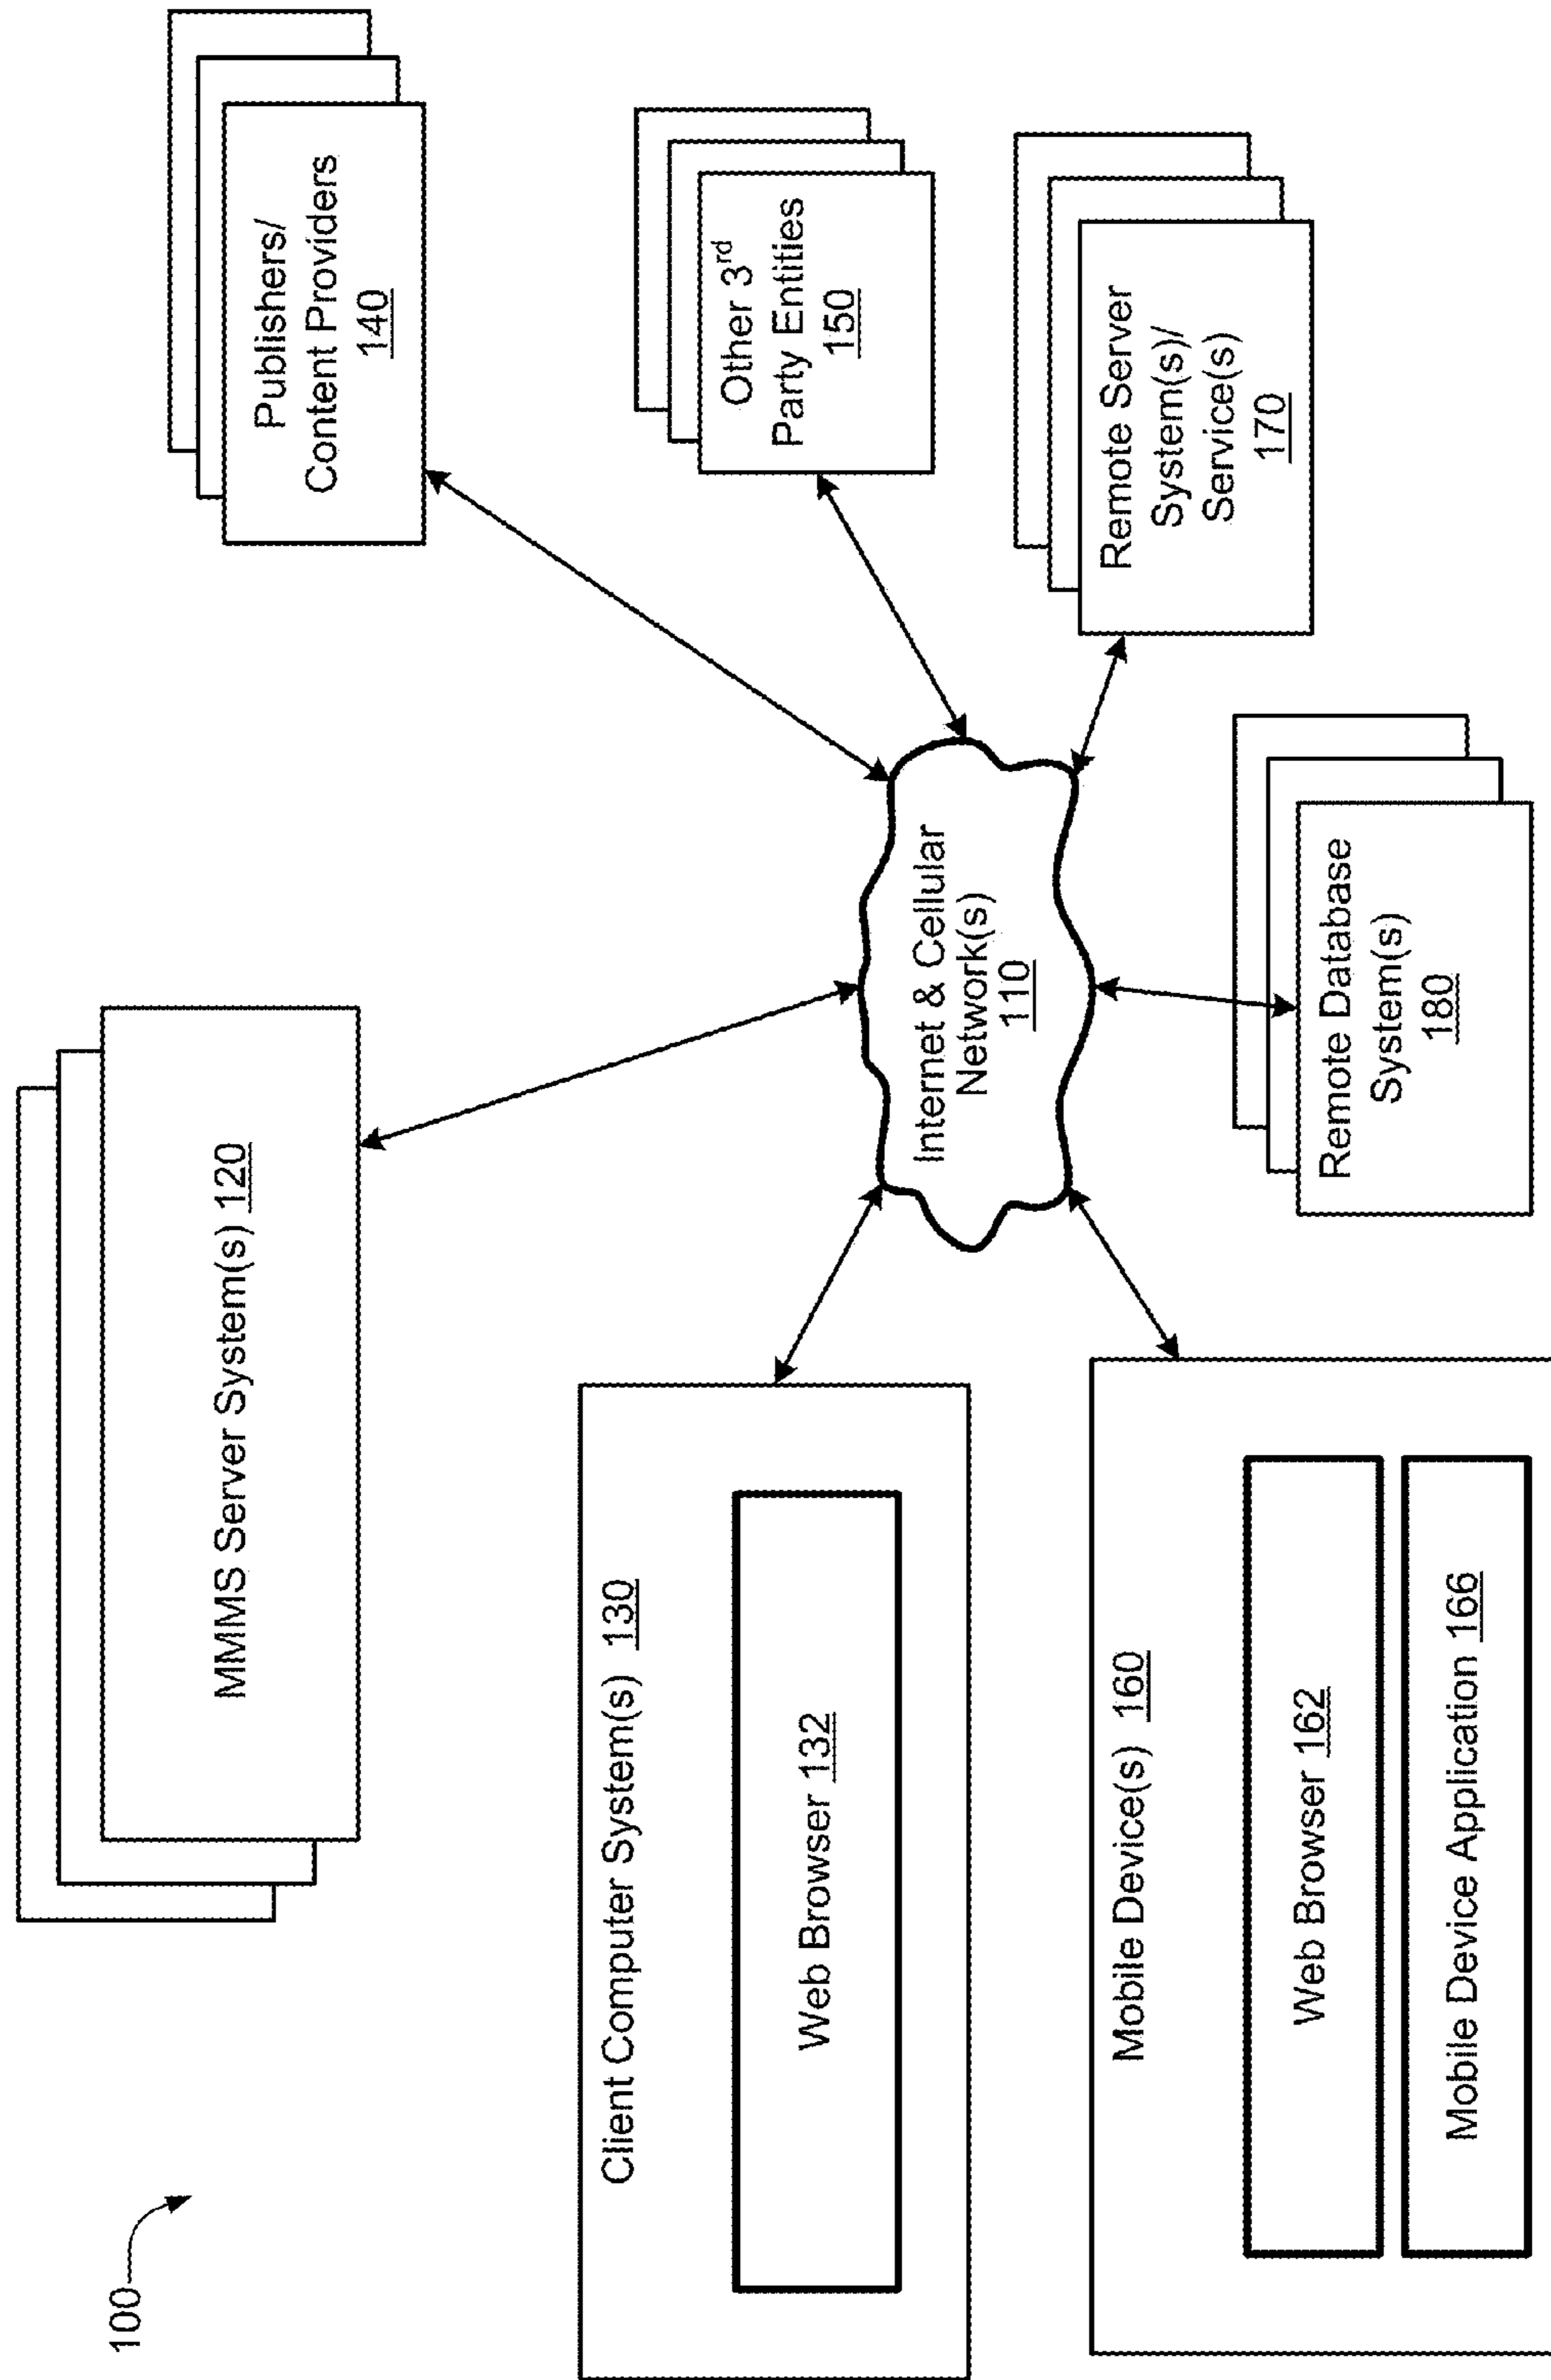 100
MMMS Server System(s) 120
Publishers/
Content Providers
140
Client Computer System(s) 130
Web Browser 132
Internet & Cellular
Network(s)
110
Other 3rd
Party Entities
150
Remote Server
System(s)/
Service(s)
170
Mobile Device(s) 160
Web Browser 162
Mobile Device Application 166
Remote Database
System(s)
180